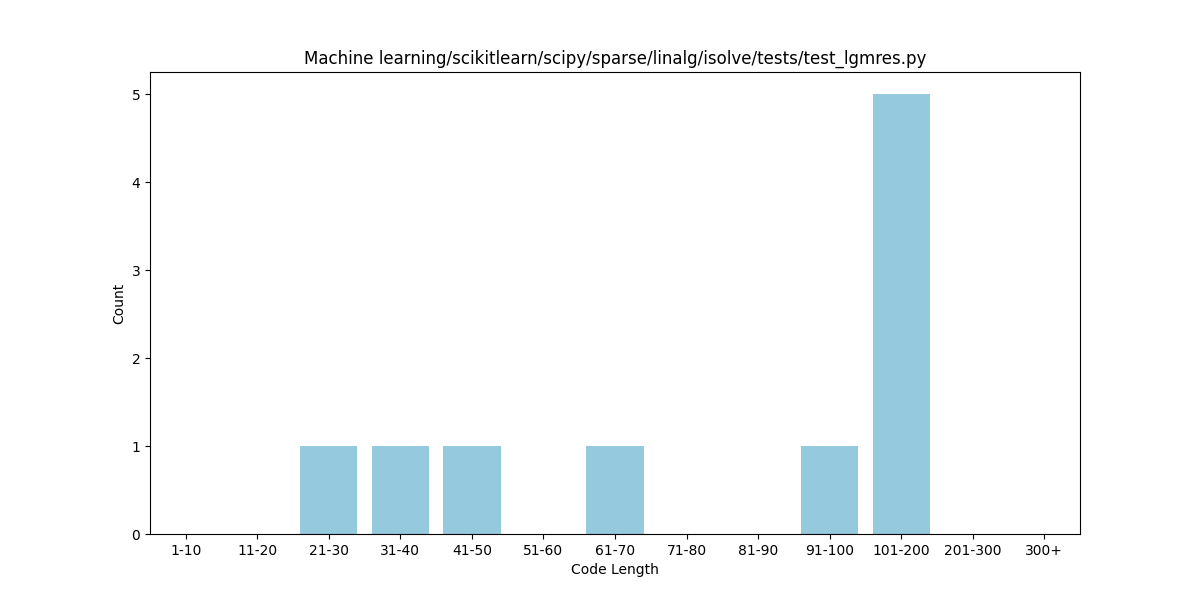 Machine learning/scikitlearn/scipy/sparse/linalg/isolve/tests/test_lgmres.py
5
4
3
2
1
0
Count
1-10 11-20 21-30 31-40 41-50 51-60 61-70 71-80 81-90 91-100 101-200 201-300 300+
Code Length